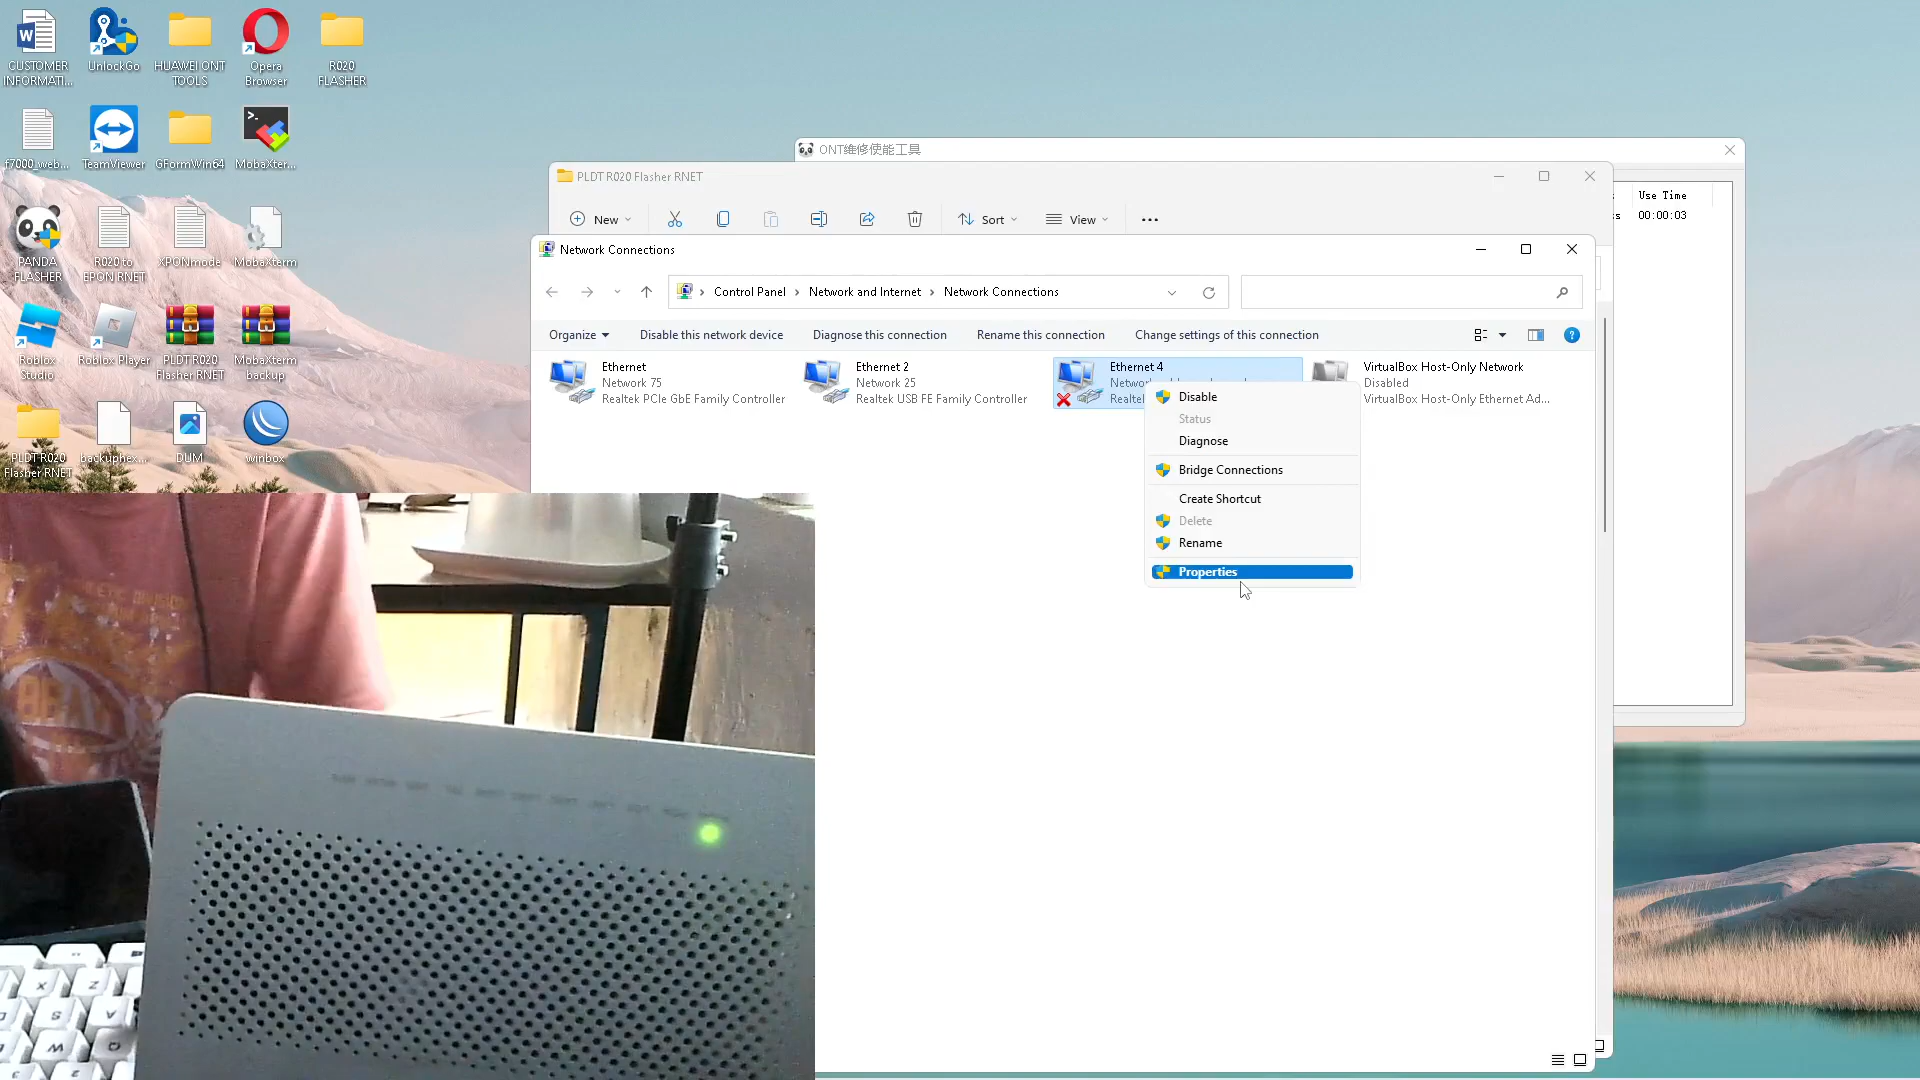 CUSTOMER
INFORMATI...
UnlockGo
HUAWEI ONT
TOOLS
Opera
Browser
R020
FLASHER
f7000_web...
TeamViewer
GFormWin64
MobaXter...
PANDA
FLASHER
R020 to
EPON RNET
XPONmode
MobaXterm
Roblox
Studio
Roblox Player
PLDT R020
Flasher RNET
MobaXterm
backup
PLDT R020
Flasher RNET
backuphex...
DUM
winbox
ONT维修使能工具
Use Time
00:00:03
PLDT R020 Flasher RNET
New
Sort
View
Network Connections
Control Panel
Network and Internet
Network Connections
Organize
Disable this network device
Diagnose this connection
Rename this connection
Change settings of this connection
Ethernet
Network 75
Realtek PCIe GbE Family Controller
Ethernet 2
Network 25
Realtek USB FE Family Controller
Ethernet 4
VirtualBox Host-Only Network
Disabled
VirtualBox Host-Only Ethernet Ad...
Disable
Status
Diagnose
Bridge Connections
Create Shortcut
Delete
Rename
Properties